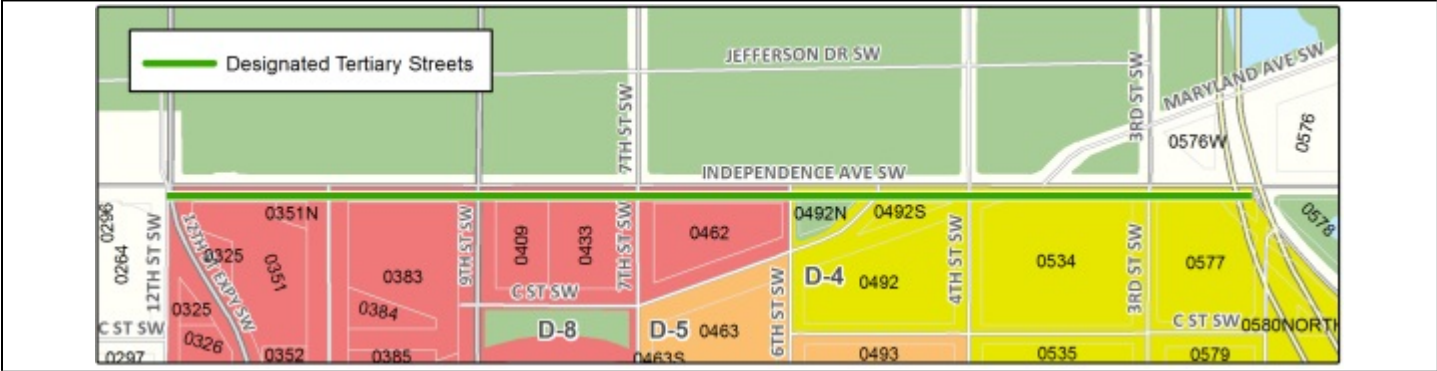 Designated Tertiary Streets
JEFFERSON DR SW
MARYLAND AVE SW
7TH ST SW
3RD ST SW
0576W
0576
INDEPENDENCE AVE SW
0296
0264
12TH ST SW
12TH ST EXPY SW
0351N
0325
0351
0325
0326
0352
C ST SW
0297
0383
0384
0385
9TH ST SW
0409
0433
7TH ST SW
C ST SW
D-8
0462
D-5
0463
0463S
6TH ST SW
0492N
0492S
D-4
0492
0493
4TH ST SW
0534
0535
3RD ST SW
0577
C ST SW
0580NORTH
0579
0578